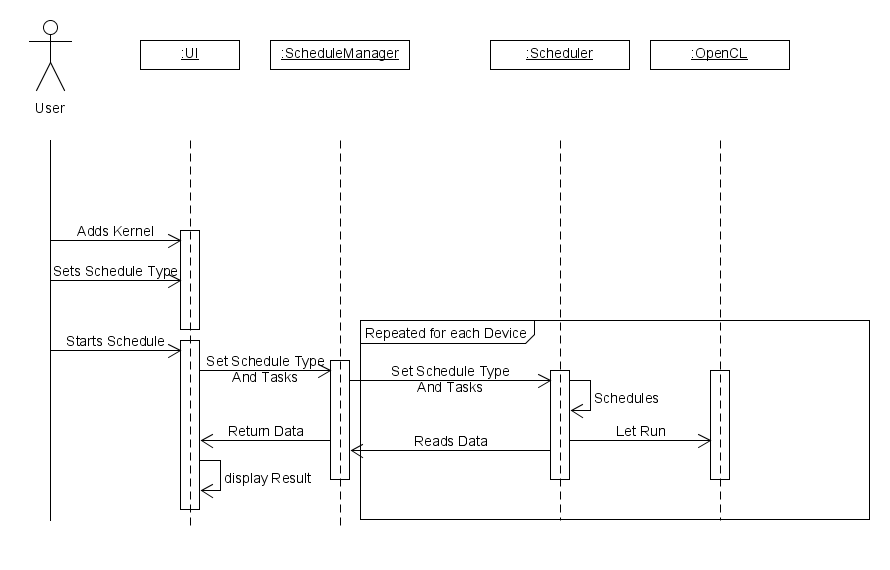 :UI
:ScheduleManager
:Scheduler
:OpenCL
User
Adds Kernel
Sets Schedule Type
Repeated for each Device
Starts Schedule
Set Schedule Type
And Tasks
Set Schedule Type
And Tasks
Schedules
Return Data
Reads Data
Let Run
display Result